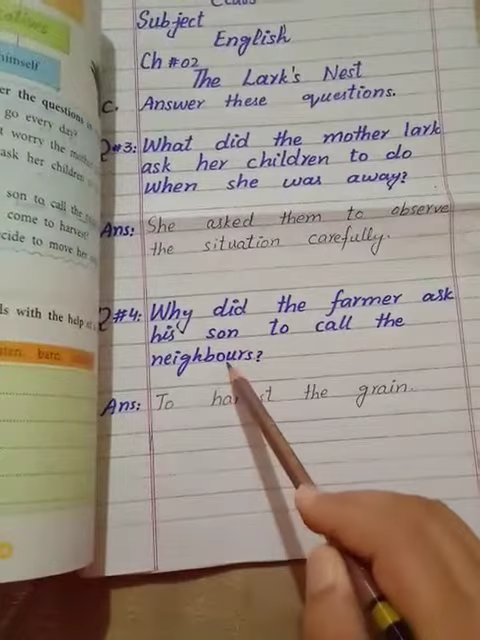 Subject
English
Ch #02
The Lark's Nest
C. Answer these questions.
Q#3: What did the mother lark
ask her children to do
when she was away?
Ans: She asked them to observe
the situation carefully.
Q#4: Why did the farmer ask
his son to call the
neighbours?
Ans: To the grain.
himself
er the questions
go every day?
worry the
ask her children
son to call the
come to harvest?
cide to move her
ds with the help
barn